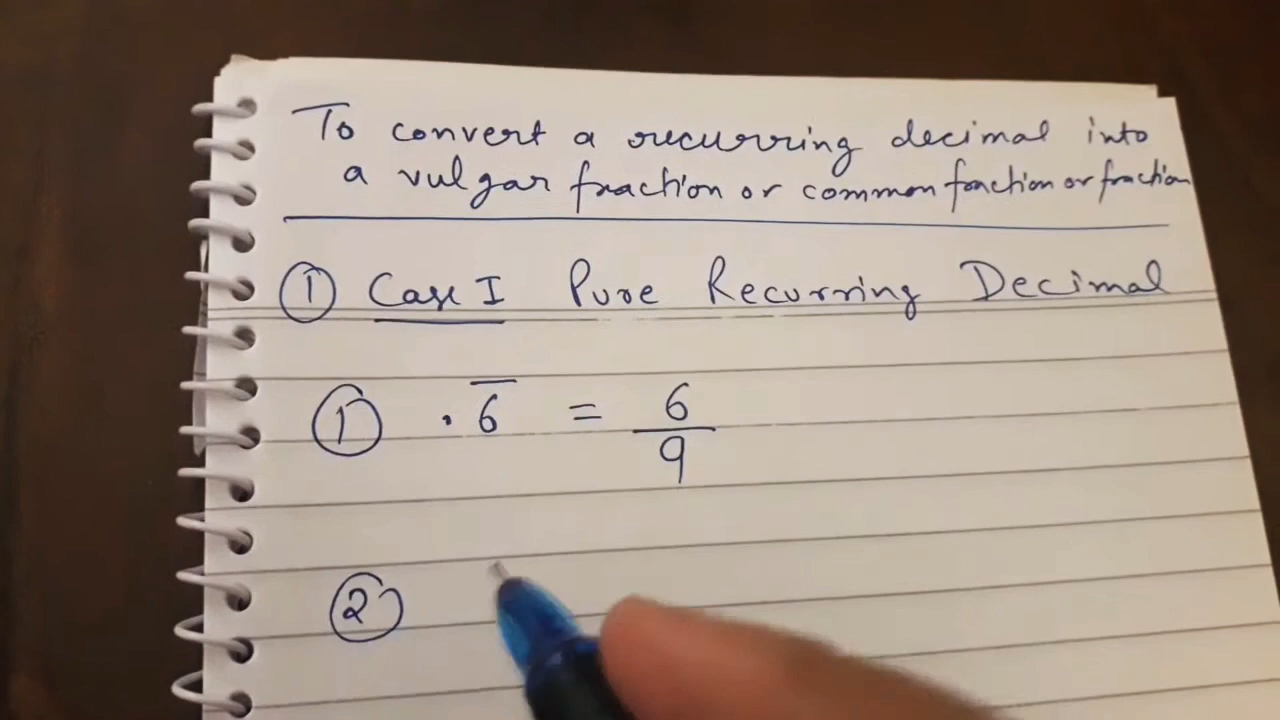 To convert a recurring decimal into
a vulgar fraction or common fraction or fraction
① Case I Pure Recurring Decimal
① .6̅ = 6/9
②